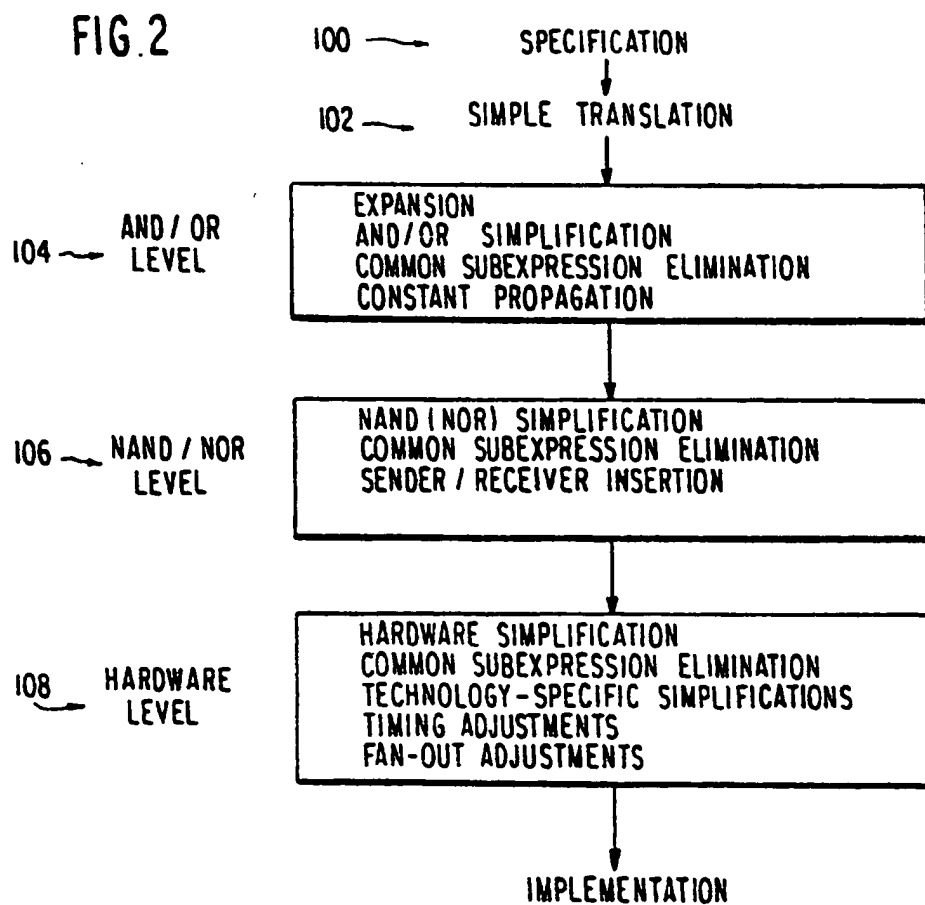 FIG.2
100 SPECIFICATION
102 SIMPLE TRANSLATION
104 AND/OR LEVEL
EXPANSION
AND/OR SIMPLIFICATION
COMMON SUBEXPRESSION ELIMINATION
CONSTANT PROPAGATION
106 NAND/NOR LEVEL
NAND(NOR) SIMPLIFICATION
COMMON SUBEXPRESSION ELIMINATION
SENDER/RECEIVER INSERTION
108 HARDWARE LEVEL
HARDWARE SIMPLIFICATION
COMMON SUBEXPRESSION ELIMINATION
TECHNOLOGY-SPECIFIC SIMPLIFICATIONS
TIMING ADJUSTMENTS
FAN-OUT ADJUSTMENTS
IMPLEMENTATION